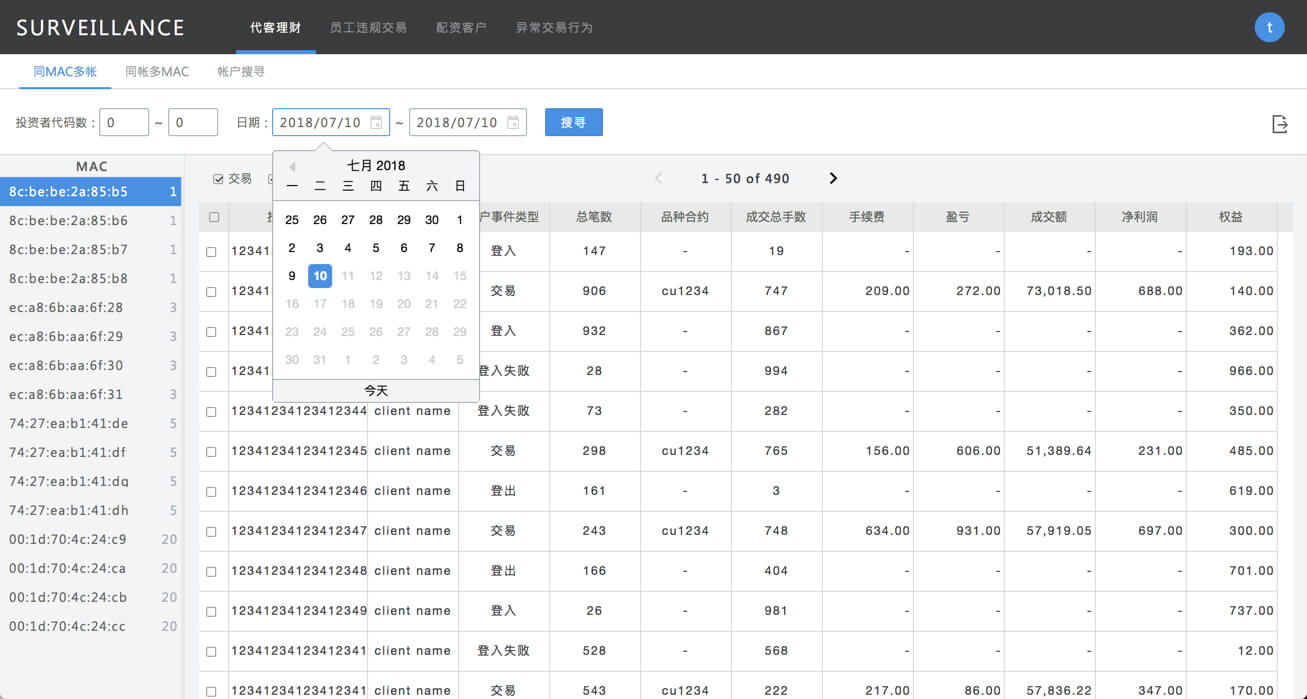 SURVEILLANCE 代客理财 员工违规交易 配资客户 异常交易行为 t
同MAC多帐 同帐多MAC 帐户搜寻
投资者代码数： 0 ~ 0 日期： 2018/07/10 ~ 2018/07/10 搜寻
MAC
8c:be:be:2a:85:b5 1
8c:be:be:2a:85:b6 1
8c:be:be:2a:85:b7 1
8c:be:be:2a:85:b8 1
ec:a8:6b:aa:6f:28 3
ec:a8:6b:aa:6f:29 3
ec:a8:6b:aa:6f:30 3
ec:a8:6b:aa:6f:31 3
74:27:ea:b1:41:de 5
74:27:ea:b1:41:df 5
74:27:ea:b1:41:dg 5
74:27:ea:b1:41:dh 5
00:1d:70:4c:24:c9 20
00:1d:70:4c:24:ca 20
00:1d:70:4c:24:cb 20
00:1d:70:4c:24:cc 20
七月 2018
一 二 三 四 五 六 日
25 26 27 28 29 30 1
2 3 4 5 6 7 8
9 10 11 12 13 14 15
16 17 18 19 20 21 22
23 24 25 26 27 28 29
30 31 1 2 3 4 5
今天
交易 1 - 50 of 490
户事件类型 总笔数 品种合约 成交总手数 手续费 盈亏 成交额 净利润 权益
12341 登入 147 - 19 - - - - 193.00
12341 交易 906 cu1234 747 209.00 272.00 73,018.50 688.00 140.00
12341 登入 932 - 867 - - - - 362.00
12341 登入失败 28 - 994 - - - - 966.00
12341234123412344 client name 登入失败 73 - 282 - - - - 350.00
12341234123412345 client name 交易 298 cu1234 765 156.00 606.00 51,389.64 231.00 485.00
12341234123412346 client name 登出 161 - 3 - - - - 619.00
12341234123412347 client name 交易 243 cu1234 748 634.00 931.00 57,919.05 697.00 300.00
12341234123412348 client name 登出 166 - 404 - - - - 701.00
12341234123412349 client name 登入 26 - 981 - - - - 737.00
12341234123412341 client name 登入失败 528 - 568 - - - - 12.00
12341234123412341 client name 交易 543 cu1234 222 217.00 86.00 57,836.22 347.00 170.00